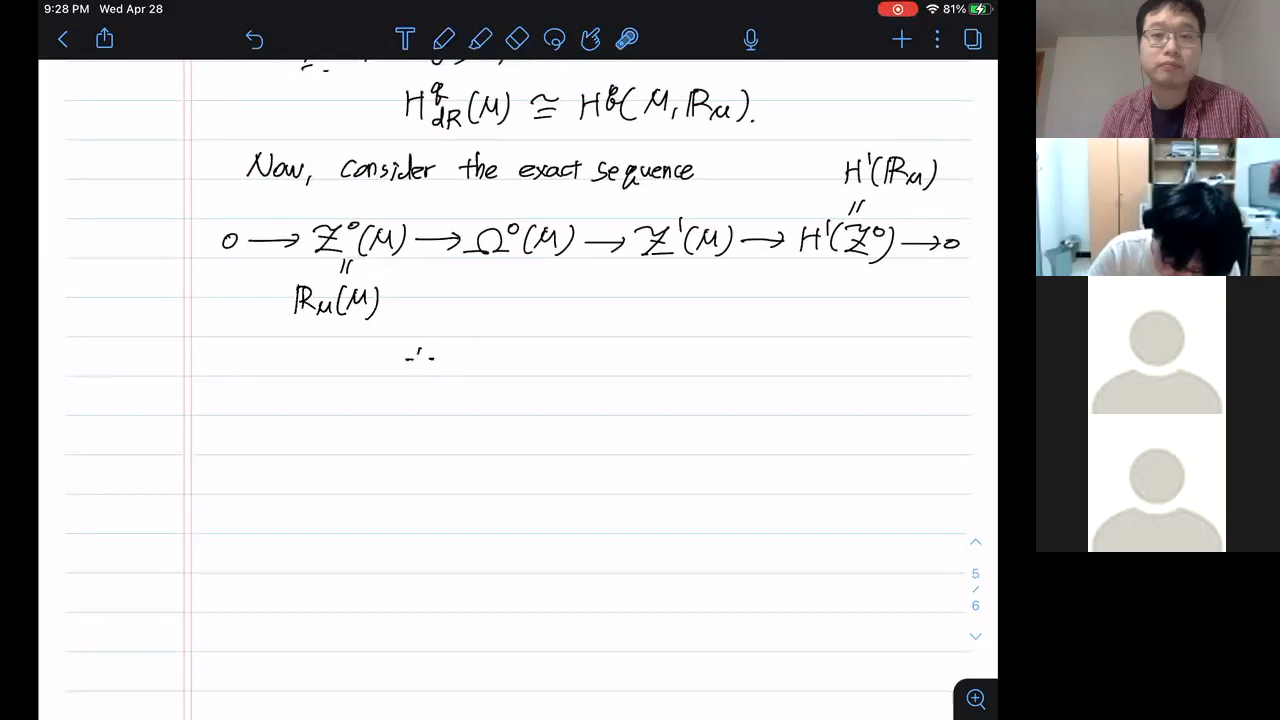 9:28 PM Wed Apr 28
81%
H^q_dR(M) ≅ H^q(M, ℝ_M).
Now, consider the exact sequence
H^1(ℝ_M)
=
0 → Z^0(M) → Ω^0(M) → Z^1(M) → H^1(Z^0) → 0
=
ℝ_M(M)
∴
5
/
6